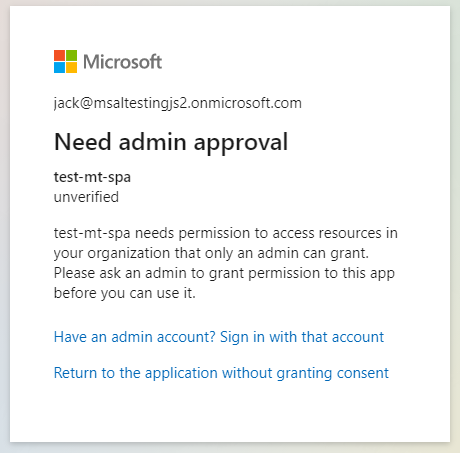 Microsoft
jack@msaltestingjs2.onmicrosoft.com
Need admin approval
test-mt-spa
unverified
test-mt-spa needs permission to access resources in
your organization that only an admin can grant.
Please ask an admin to grant permission to this app
before you can use it.
Have an admin account? Sign in with that account
Return to the application without granting consent